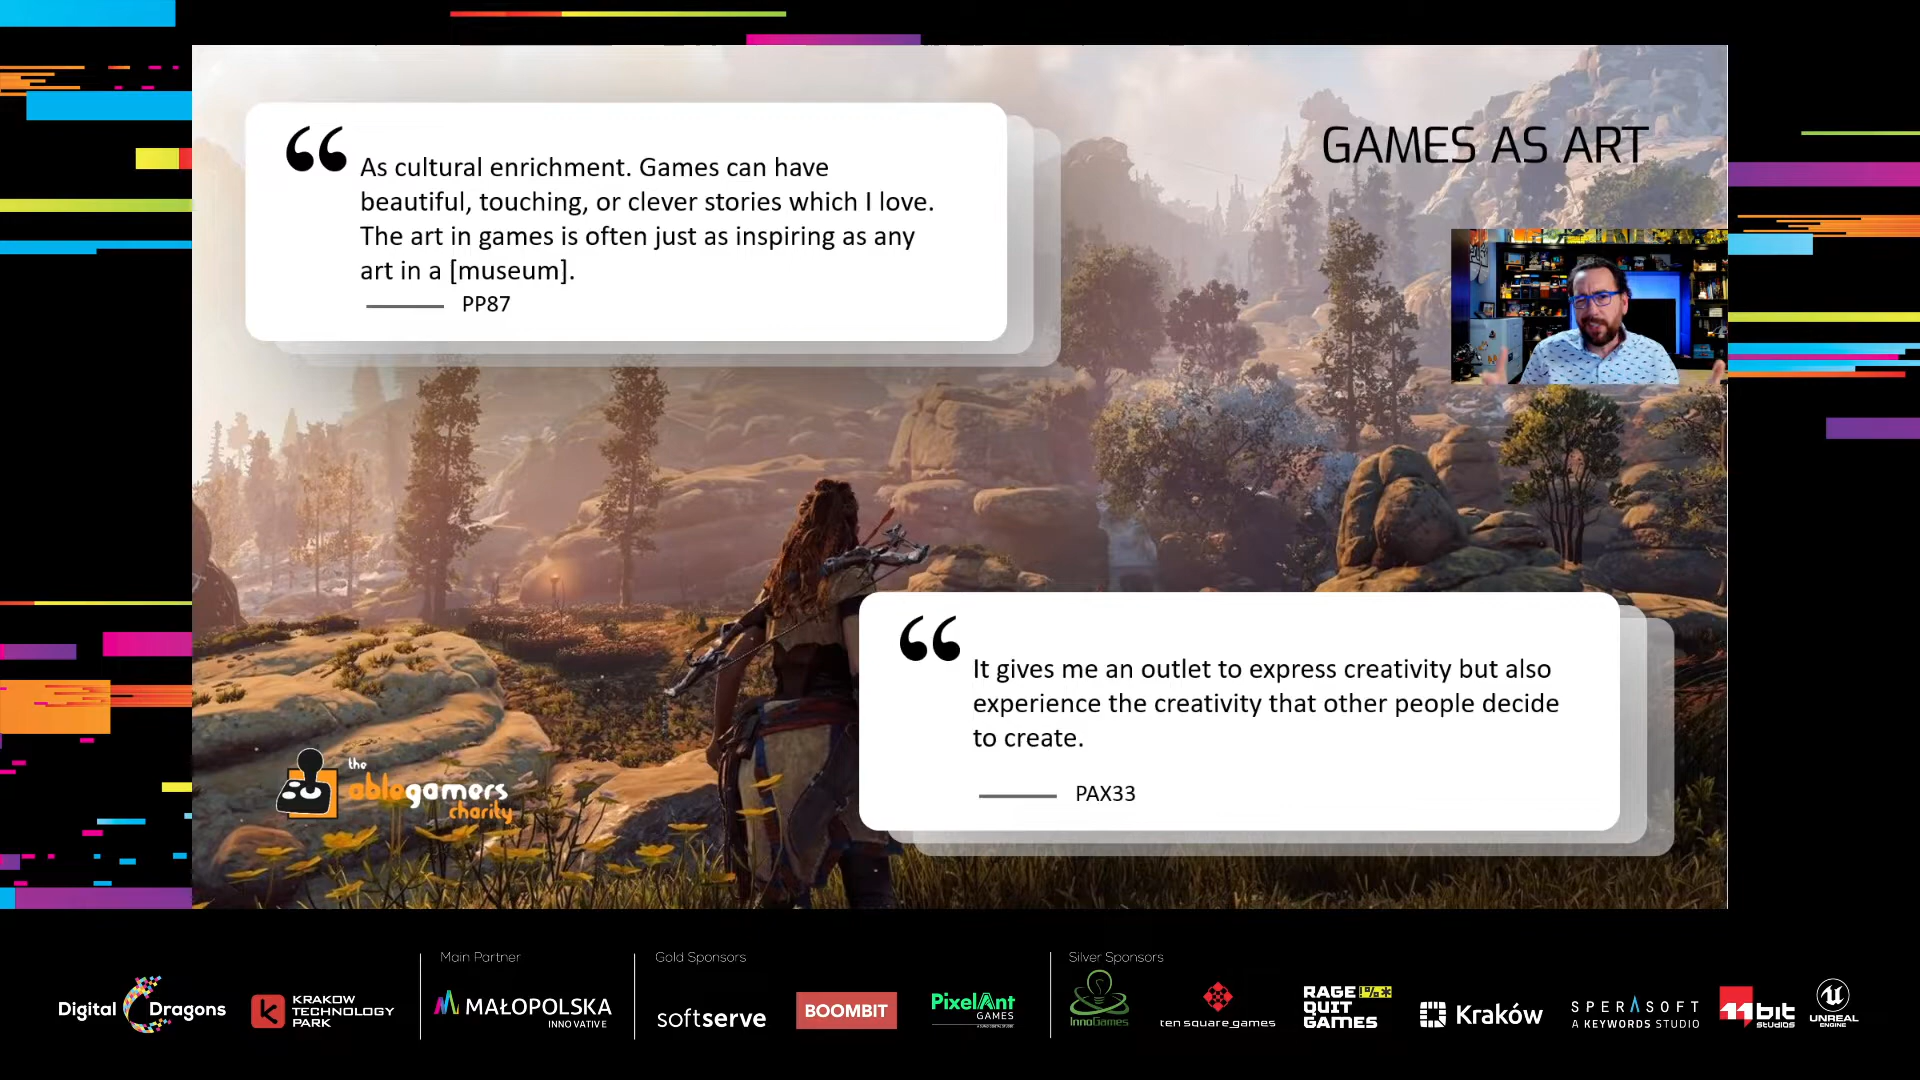 GAMES AS ART
As cultural enrichment. Games can have
beautiful, touching, or clever stories which I love.
The art in games is often just as inspiring as any
art in a [museum].
PP87
It gives me an outlet to express creativity but also
experience the creativity that other people decide
to create.
PAX33
the
ablegamers
charity
Main Partner
Gold Sponsors
Silver Sponsors
Digital Dragons
KRAKOW
TECHNOLOGY
PARK
MAŁOPOLSKA
INNOVATIVE
softserve
BOOMBIT
PixelAnt
GAMES
InnoGames
ten square games
RAGE !%*
QUIT
GAMES
Kraków
SPERASOFT
A KEYWORDS STUDIO
11bit
studios
UNREAL
ENGINE